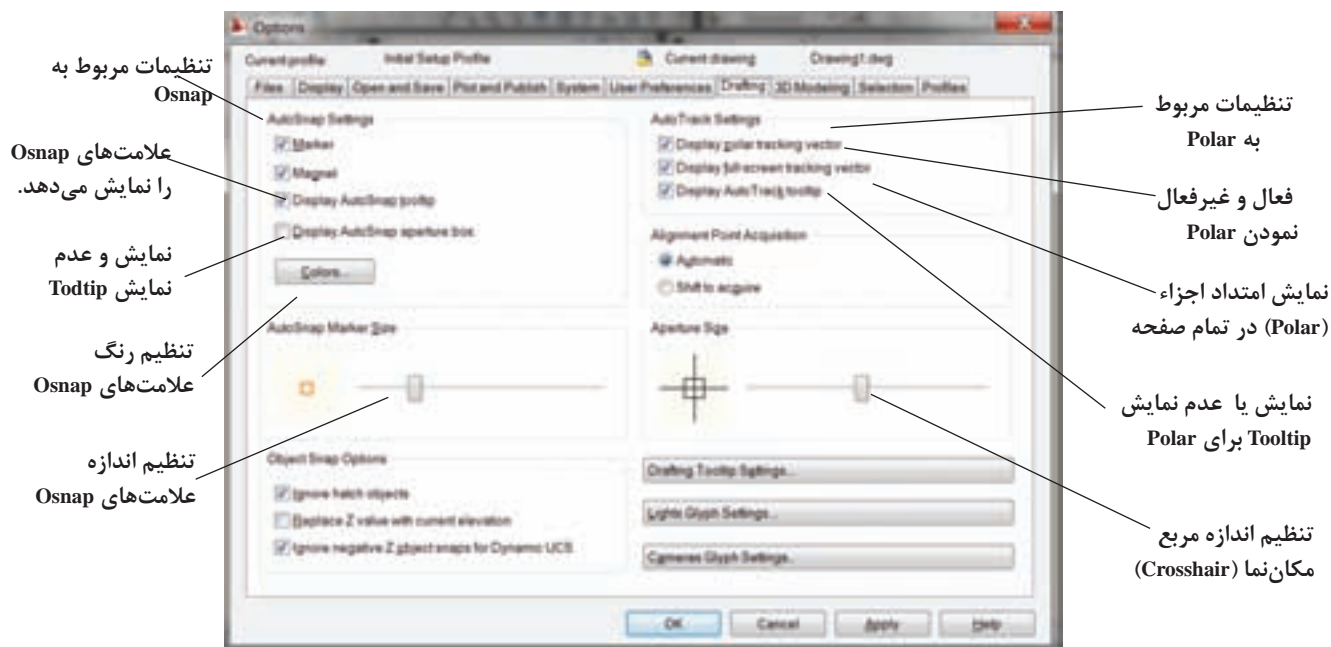 Options
Current profile: Initial Setup Profile Current drawing: Drawing1.dwg
Files Display Open and Save Plot and Publish System User Preferences Drafting 3D Modeling Selection Profiles
تنظیمات مربوط به
Osnap
علامت‌های Osnap
را نمایش می‌دهد.
نمایش و عدم
نمایش Todtip
تنظیم رنگ
علامت‌های Osnap
تنظیم اندازه
علامت‌های Osnap
AutoSnap Settings
Marker
Magnet
Display AutoSnap tooltip
Display AutoSnap aperture box
Colors...
AutoSnap Marker Size
Object Snap Options
Ignore hatch objects
Replace Z value with current elevation
Ignore negative Z object snaps for Dynamic UCS
AutoTrack Settings
Display polar tracking vector
Display full-screen tracking vector
Display AutoTrack tooltip
Alignment Point Acquisition
Automatic
Shift to acquire
Aperture Size
Drafting Tooltip Settings...
Lights Glyph Settings...
Cameras Glyph Settings...
OK Cancel Apply Help
تنظیمات مربوط
به Polar
فعال و غیرفعال
نمودن Polar
نمایش امتداد اجزاء
(Polar) در تمام صفحه
نمایش یا عدم نمایش
Tooltip برای Polar
تنظیم اندازه مربع
مکان‌نما (Crosshair)